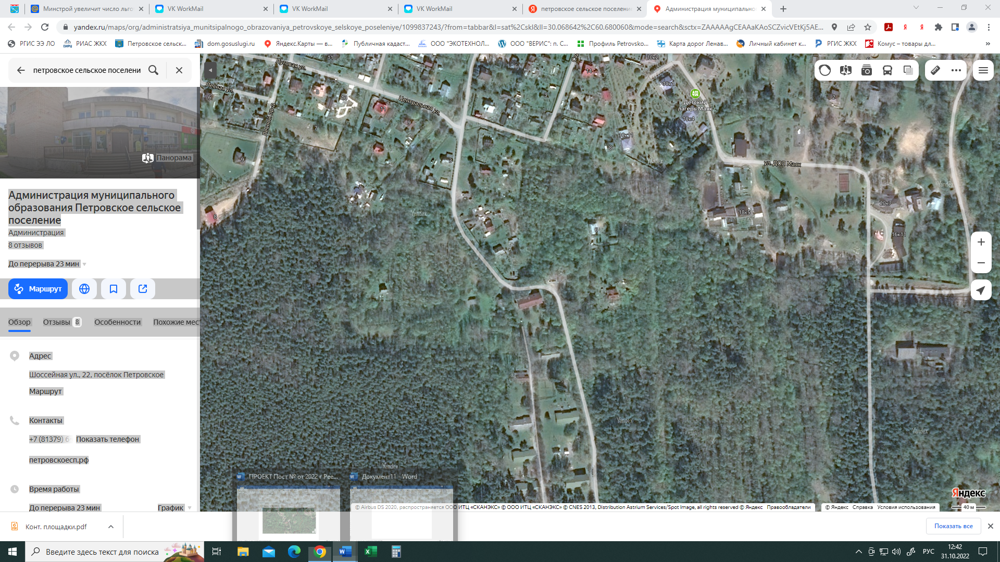 Минстрой увеличит число льго
VK WorkMail
VK WorkMail
VK WorkMail
петровское сельское поселение
Администрация муниципально
yandex.ru/maps/org/administratsiya_munitsipalnogo_obrazovaniya_petrovskoye_selskoye_poseleniye/1099837243/?from=tabbar&l=sat%2Cskl&ll=30.068642%2C60.680060&mode=search&sctx=ZAAAAAgCEAAaKAoSCZvicVEtKj5AE...
РГИС ЭЭ ЛО
РИАС ЖКХ
Петровское сельск...
dom.gosuslugi.ru
Яндекс.Карты — в...
Публичная кадаст...
ООО "ЭКОТЕХНОЛ...
ООО "ВЕРИС": п. С...
Профиль Petrovsko...
Карта дорог Ленав...
Личный кабинет к...
РГИС ЖКХ
Комус – товары дл...
»
петровское сельское поселени
Панорама
Администрация муниципального
образования Петровское сельское
поселение
Администрация
8 отзывов
До перерыва 23 мин
Маршрут
Обзор
Отзывы 8
Особенности
Похожие мес
Адрес
Шоссейная ул., 22, посёлок Петровское
Маршрут
Контакты
+7 (81379) 6
Показать телефон
петровскоесп.рф
Время работы
До перерыва 23 мин
График
Луговая ул.
11
6
14
10к2
Лесная ул.
6
8
13
Центральная ул.
3
10к1
2
Детский
лагерь Маяк
11
9
10к4
Лесной пр-д
7
10к11
8
9
3
Yandex
ул. ДОЛ Маяк
Yandex
20к7
8
Yandex
18к5
6
16к11
Yandex
Yandex
Yandex
Яндекс
40 м
© Airbus DS 2020, распространяется ООО ИТЦ «СКАНЭКС» © ООО ИТЦ «СКАНЭКС» © CNES 2013, Distribution Astrium Services/Spot Image, all rights reserved © Яндекс Правообладатели
© Яндекс Справка Условия использования
ПРОЕКТ Пост № от 2022 г Рее...
Документ11 - Word
Конт. площадки.pdf
Показать все
Введите здесь текст для поиска
РУС
12:42
31.10.2022